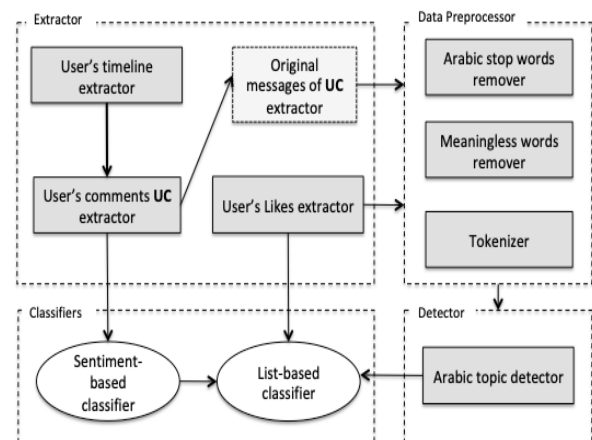 Extractor
User's timeline
extractor
Original
messages of UC
extractor
User's comments UC
extractor
User's Likes extractor
Data Preprocessor
Arabic stop words
remover
Meaningless words
remover
Tokenizer
Classifiers
Sentiment-
based
classifier
List-based
classifier
Detector
Arabic topic detector